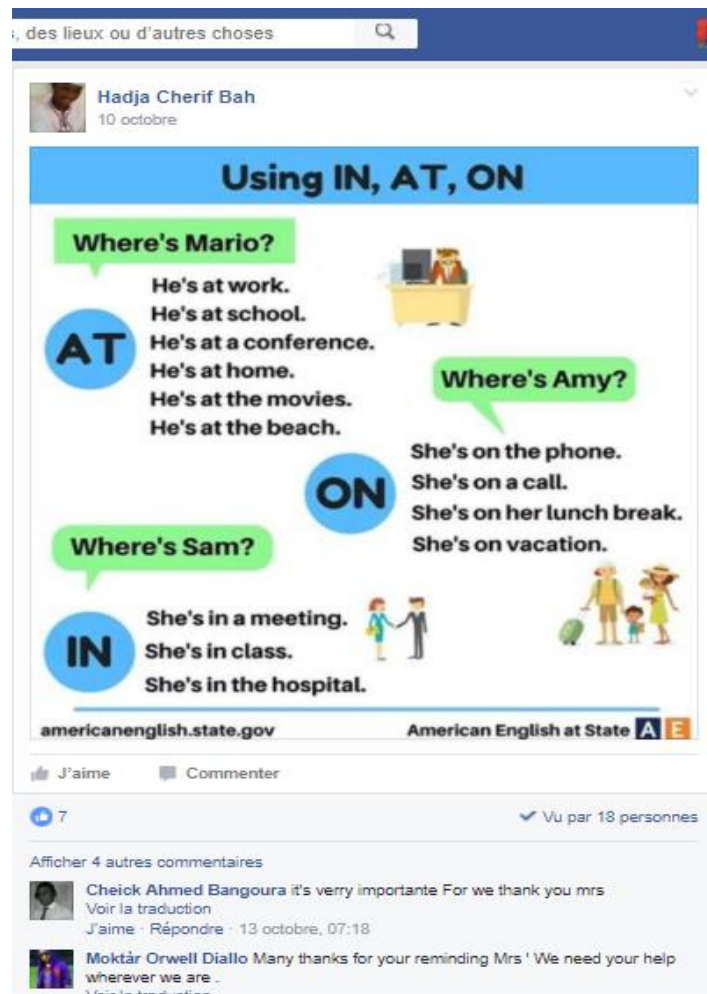 , des lieux ou d'autres choses
Hadja Cherif Bah
10 octobre
Using IN, AT, ON
Where's Mario?
AT
He's at work.
He's at school.
He's at a conference.
He's at home.
He's at the movies.
He's at the beach.
Where's Amy?
ON
She's on the phone.
She's on a call.
She's on her lunch break.
She's on vacation.
Where's Sam?
IN
She's in a meeting.
She's in class.
She's in the hospital.
americanenglish.state.gov
American English at State A E
J'aime Commenter
7
Vu par 18 personnes
Afficher 4 autres commentaires
Cheick Ahmed Bangoura it's verry importante For we thank you mrs
Voir la traduction
J'aime · Répondre · 13 octobre, 07:18
Moktàr Orwell Diallo Many thanks for your reminding Mrs ' We need your help
wherever we are .
Voir la traduction